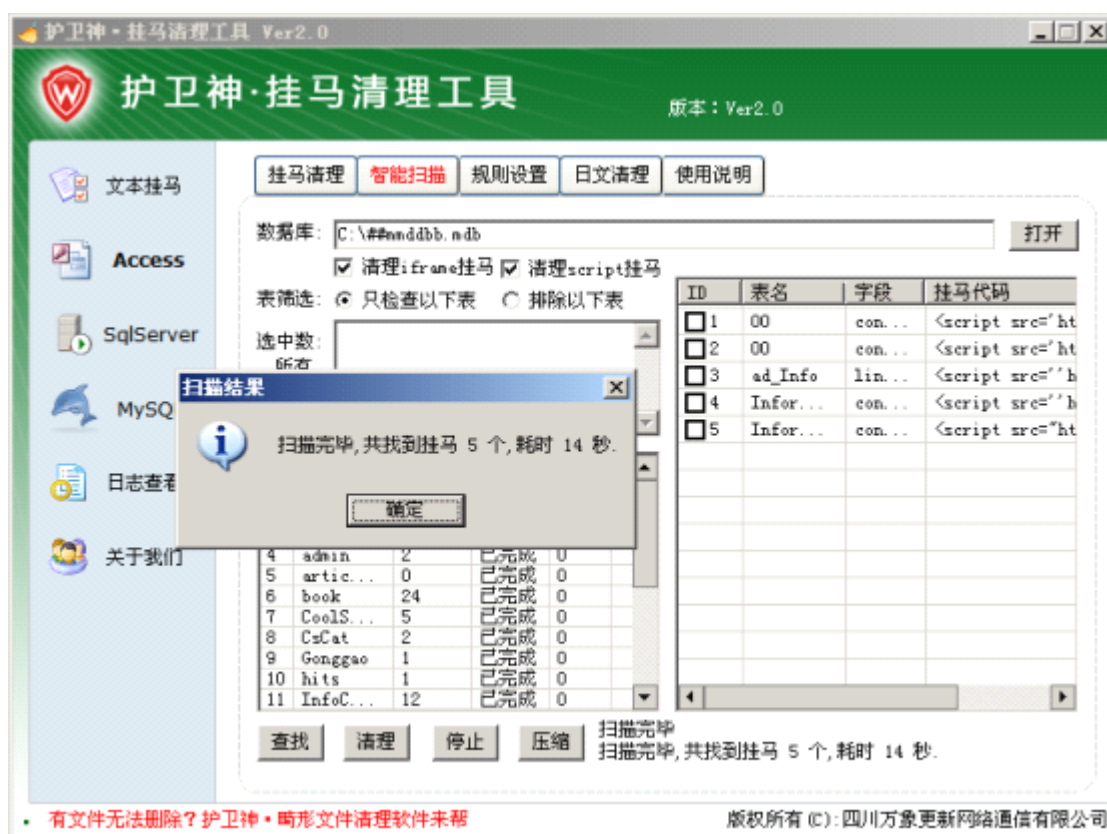 护卫神·挂马清理工具 Ver2.0
护卫神·挂马清理工具
版本：Ver2.0
文本挂马
Access
SqlServer
MySQ
日志查看
关于我们
挂马清理 智能扫描 规则设置 日文清理 使用说明
数据库: C:\##mmddbb.mdb 打开
清理iframe挂马 清理script挂马
表筛选: 只检查以下表 排除以下表
选中数:
所有
ID 表名 字段 挂马代码
1 00 con... <script src='ht
2 00 con... <script src='ht
3 ad_Info lin... <script src=''h
4 Infor... con... <script src=''h
5 Infor... con... <script src="ht
扫描结果
扫描完毕,共找到挂马 5 个,耗时 14 秒.
确定
4 admin 2 已完成 0
5 artic... 0 已完成 0
6 book 24 已完成 0
7 CoolS... 5 已完成 0
8 CsCat 2 已完成 0
9 Gonggao 1 已完成 0
10 hits 1 已完成 0
11 InfoC... 12 已完成 0
查找 清理 停止 压缩
扫描完毕
扫描完毕,共找到挂马 5 个,耗时 14 秒.
有文件无法删除？护卫神·畸形文件清理软件来帮
版权所有(C):四川万象更新网络通信有限公司